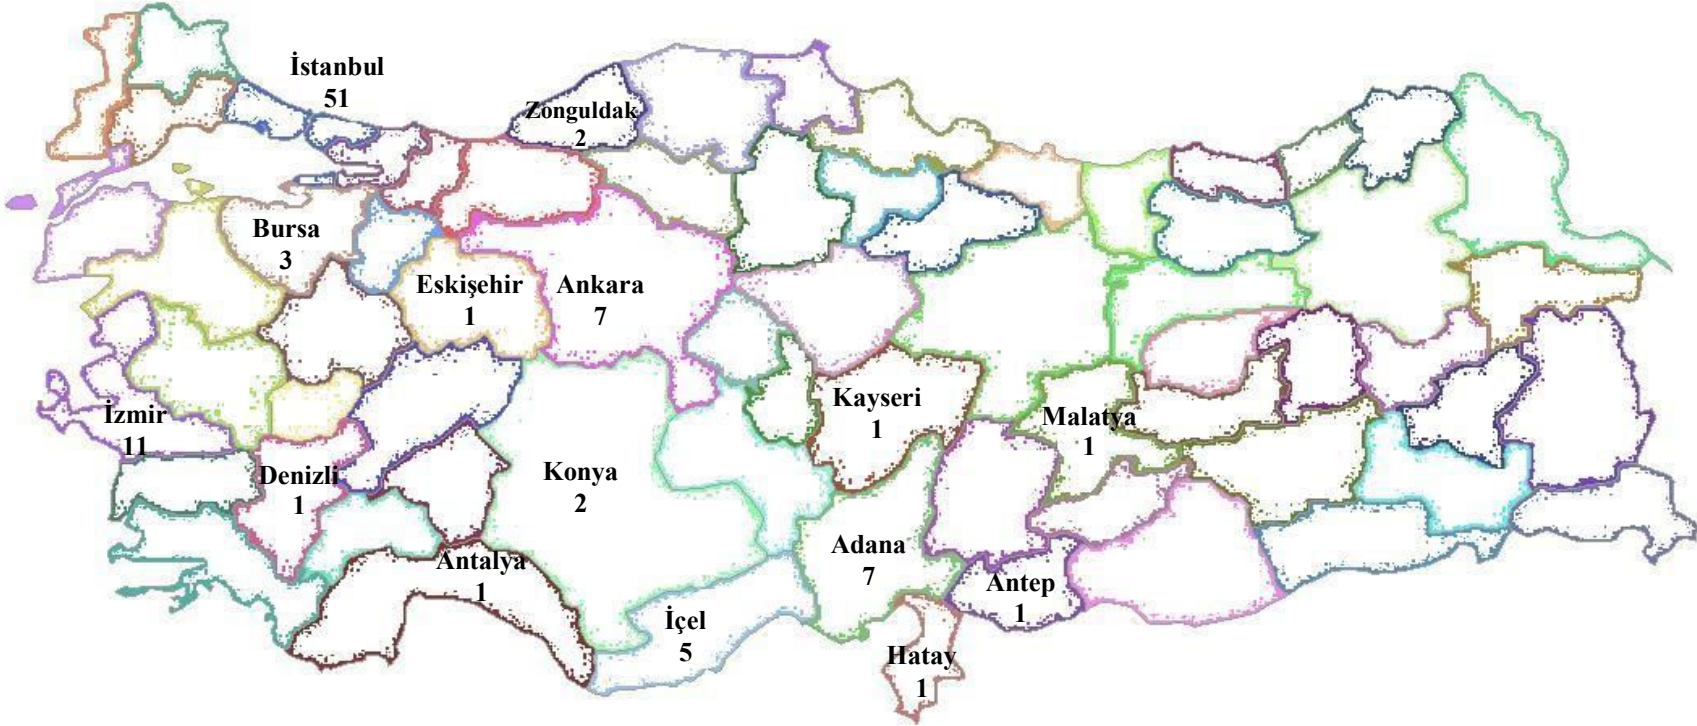 İstanbul
51
Zonguldak
2
Bursa
3
Eskişehir
1
Ankara
7
İzmir
11
Kayseri
1
Malatya
1
Denizli
1
Konya
2
Adana
7
Antalya
1
Antep
1
İçel
5
Hatay
1